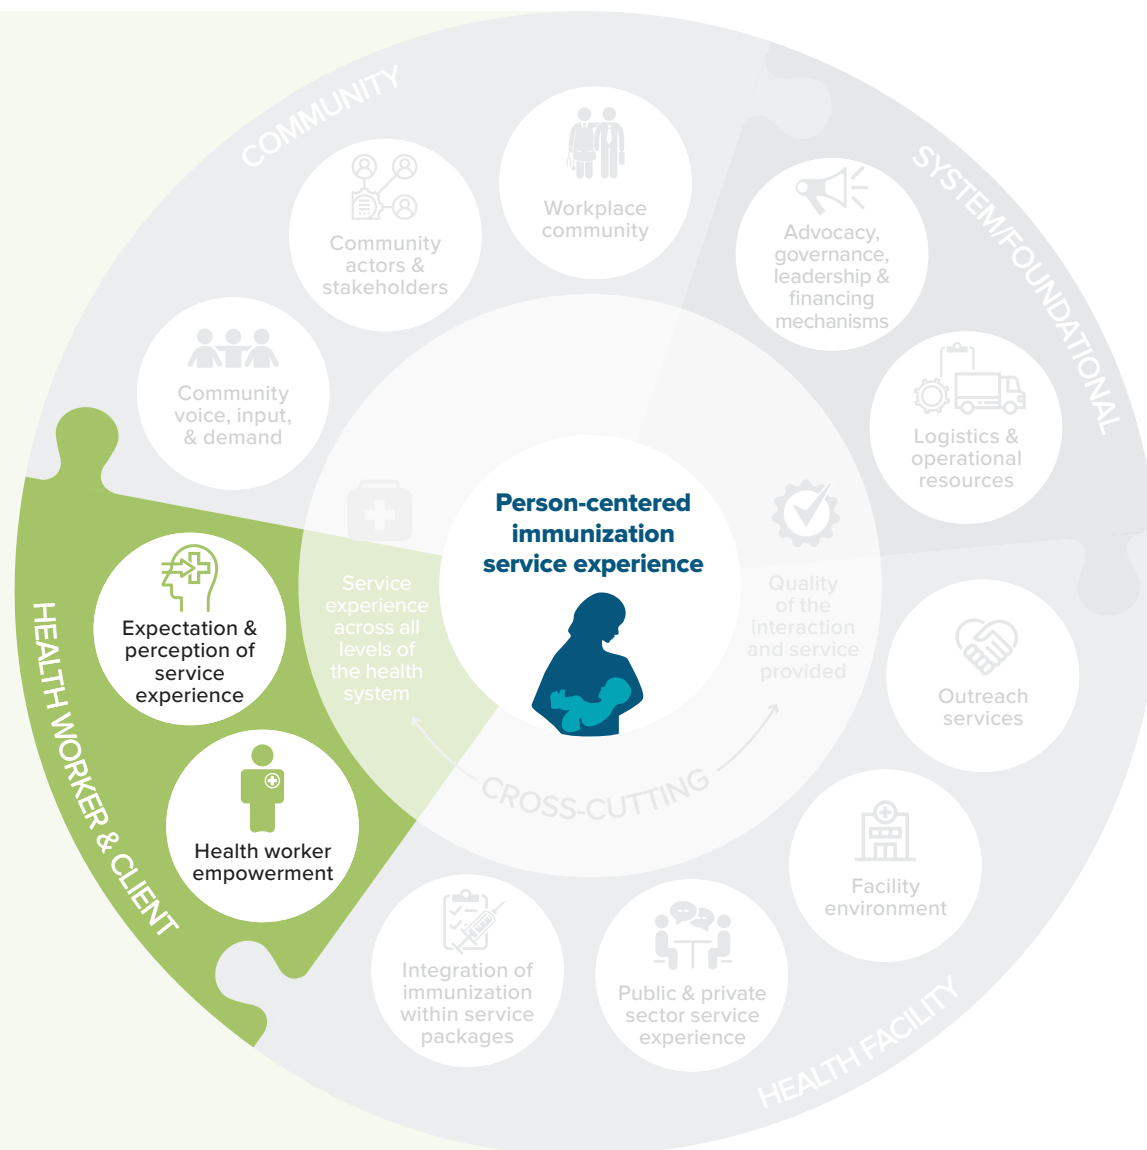 COMMUNITY
Workplace
community
Community
actors &
stakeholders
Community
voice, input,
& demand
SYSTEM/FOUNDATIONAL
Advocacy,
governance,
leadership &
financing
mechanisms
Logistics &
operational
resources
Person-centered
immunization
service experience
Service
experience
across all
levels of
the health
system
Quality
of the
interaction
and service
provided
CROSS-CUTTING
HEALTH WORKER & CLIENT
Expectation &
perception of
service
experience
Health worker
empowerment
Outreach
services
Facility
environment
Public & private
sector service
experience
Integration of
immunization
within service
packages
HEALTH FACILITY